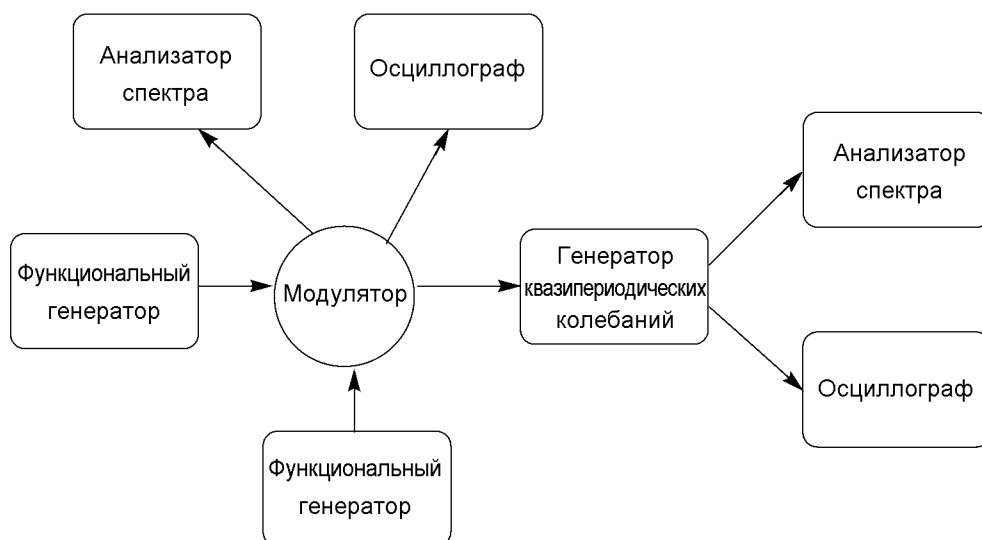 Анализатор
спектра
Осциллограф
Анализатор
спектра
Функциональный
генератор
Модулятор
Генератор
квазипериодических
колебаний
Осциллограф
Функциональный
генератор